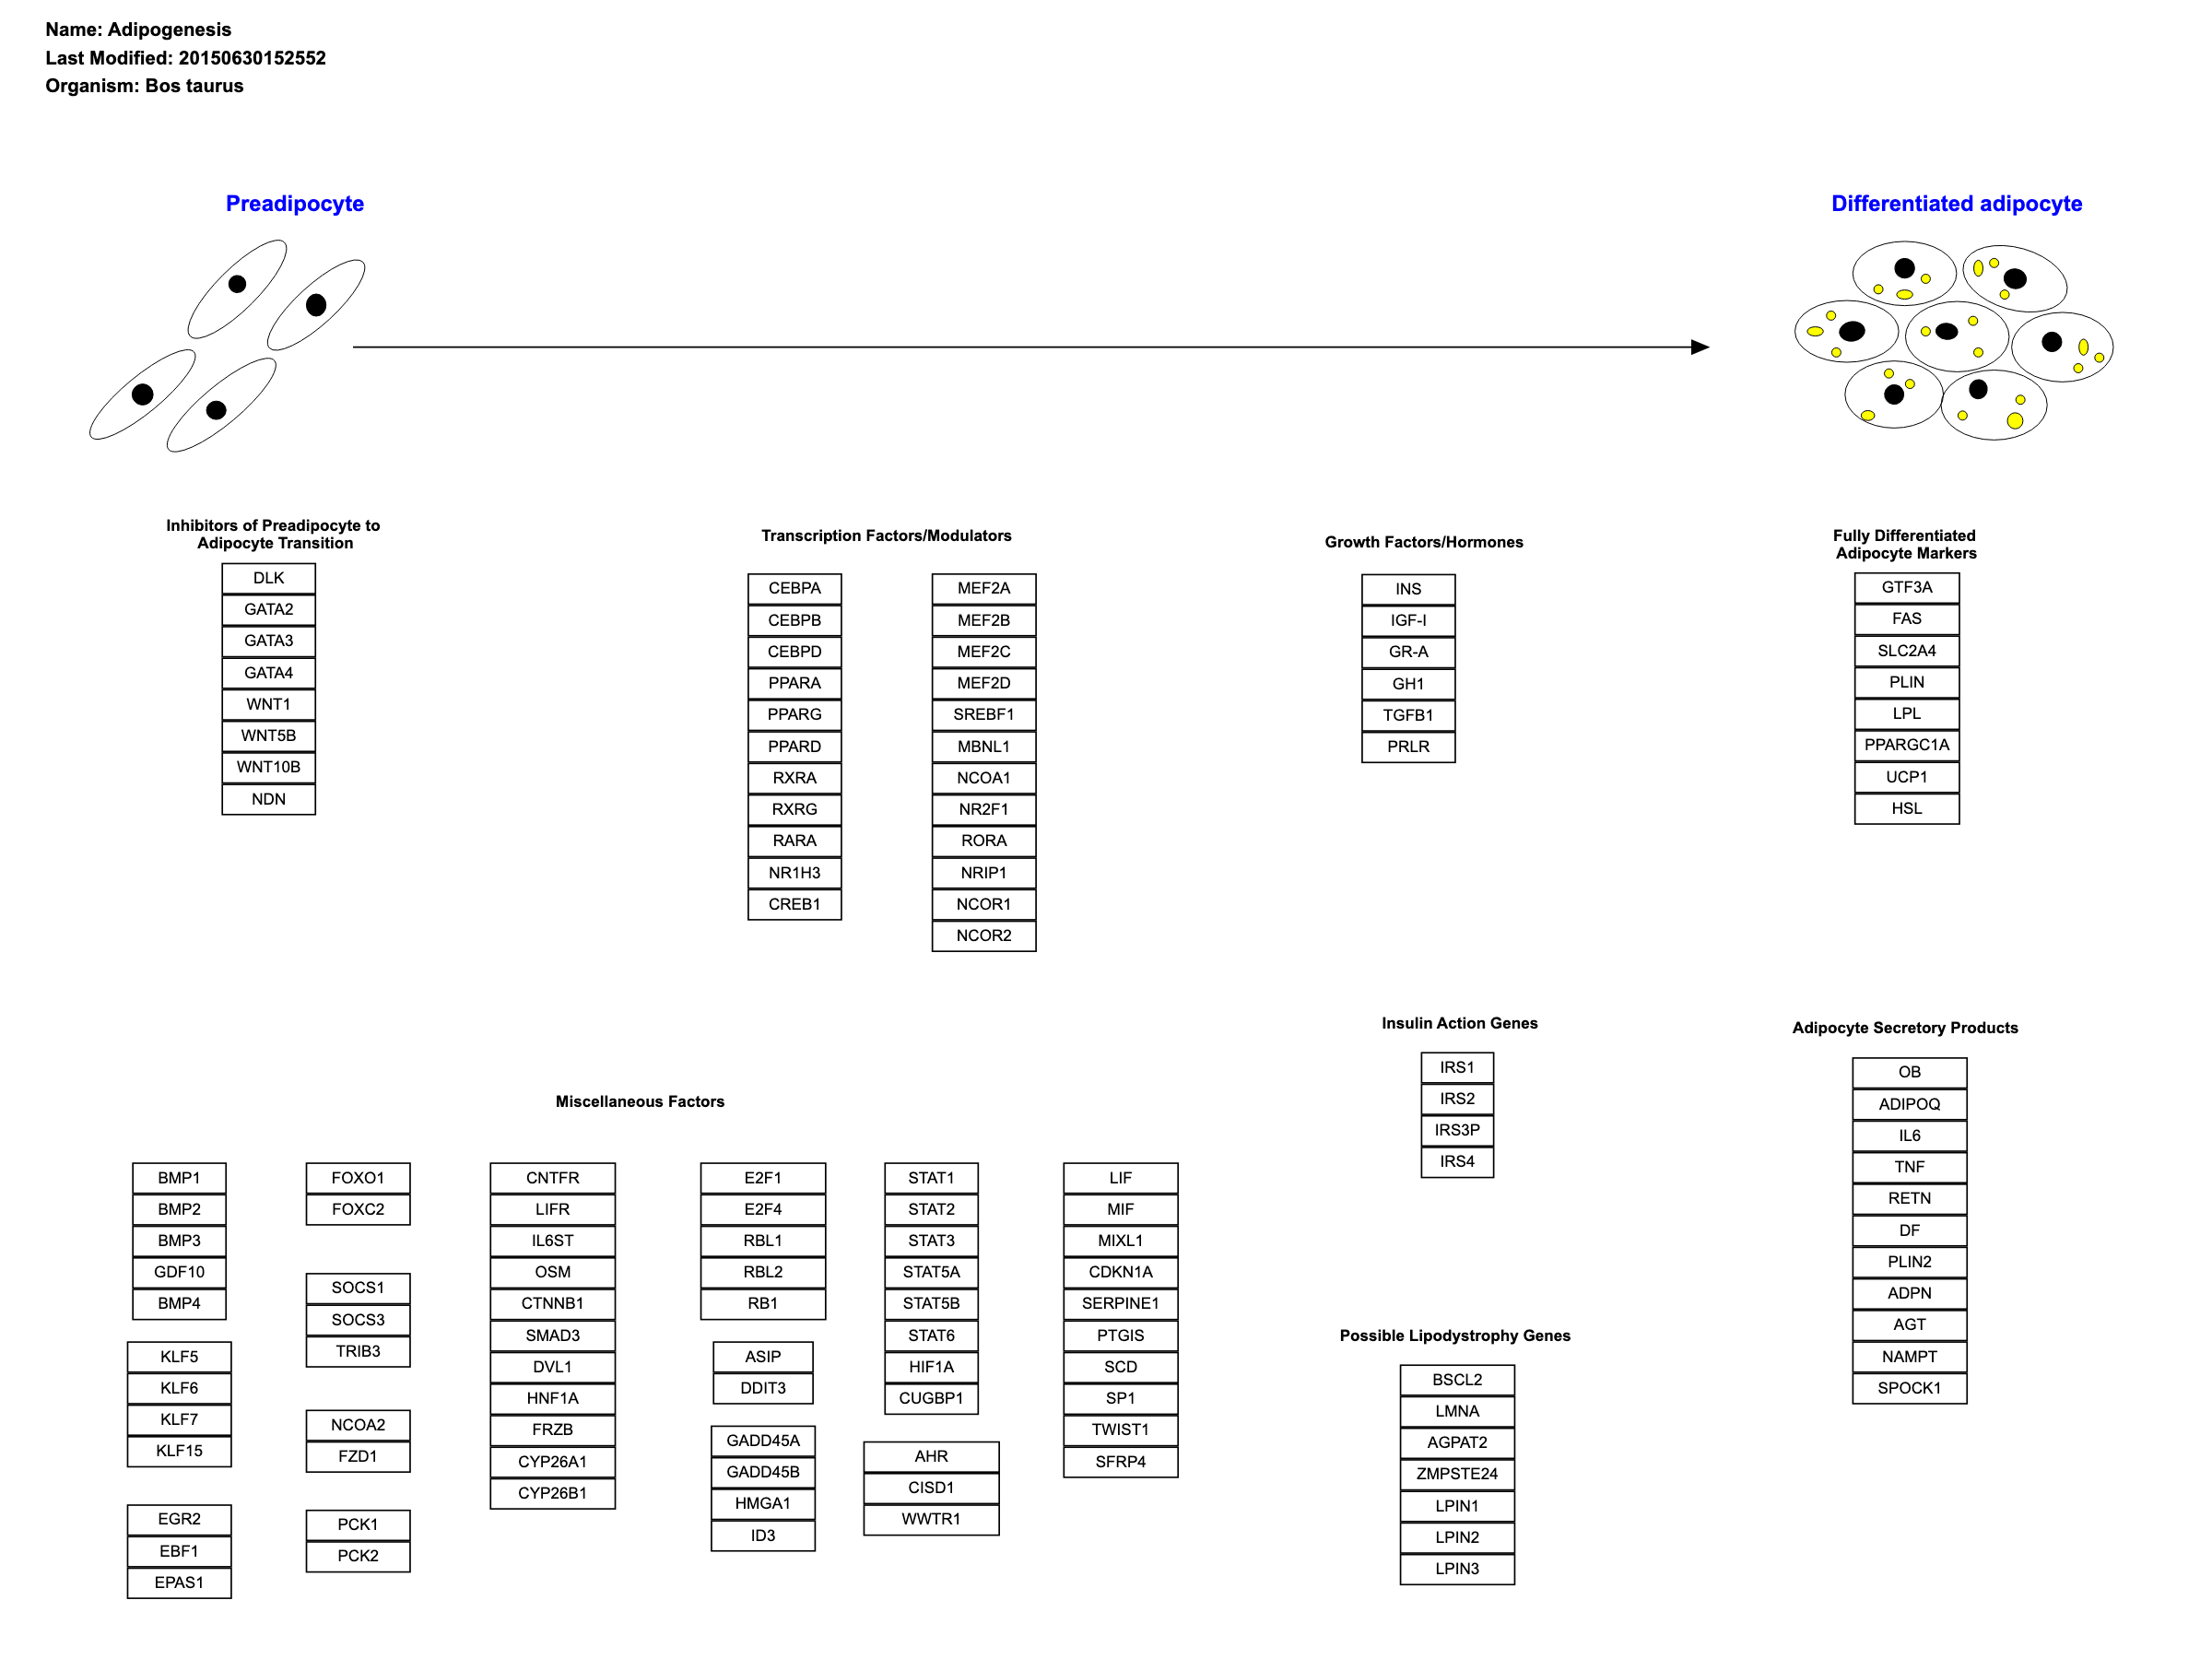 Name: Adipogenesis
Last Modified: 20150630152552
Organism: Bos taurus
Preadipocyte
Differentiated adipocyte
Inhibitors of Preadipocyte to
Adipocyte Transition
DLK
GATA2
GATA3
GATA4
WNT1
WNT5B
WNT10B
NDN
Transcription Factors/Modulators
CEBPA
CEBPB
CEBPD
PPARA
PPARG
PPARD
RXRA
RXRG
RARA
NR1H3
CREB1
MEF2A
MEF2B
MEF2C
MEF2D
SREBF1
MBNL1
NCOA1
NR2F1
RORA
NRIP1
NCOR1
NCOR2
Growth Factors/Hormones
INS
IGF-I
GR-A
GH1
TGFB1
PRLR
Fully Differentiated
Adipocyte Markers
GTF3A
FAS
SLC2A4
PLIN
LPL
PPARGC1A
UCP1
HSL
Miscellaneous Factors
BMP1
BMP2
BMP3
GDF10
BMP4
KLF5
KLF6
KLF7
KLF15
EGR2
EBF1
EPAS1
FOXO1
FOXC2
SOCS1
SOCS3
TRIB3
NCOA2
FZD1
PCK1
PCK2
CNTFR
LIFR
IL6ST
OSM
CTNNB1
SMAD3
DVL1
HNF1A
FRZB
CYP26A1
CYP26B1
E2F1
E2F4
RBL1
RBL2
RB1
ASIP
DDIT3
GADD45A
GADD45B
HMGA1
ID3
STAT1
STAT2
STAT3
STAT5A
STAT5B
STAT6
HIF1A
CUGBP1
AHR
CISD1
WWTR1
LIF
MIF
MIXL1
CDKN1A
SERPINE1
PTGIS
SCD
SP1
TWIST1
SFRP4
Insulin Action Genes
IRS1
IRS2
IRS3P
IRS4
Possible Lipodystrophy Genes
BSCL2
LMNA
AGPAT2
ZMPSTE24
LPIN1
LPIN2
LPIN3
Adipocyte Secretory Products
OB
ADIPOQ
IL6
TNF
RETN
DF
PLIN2
ADPN
AGT
NAMPT
SPOCK1